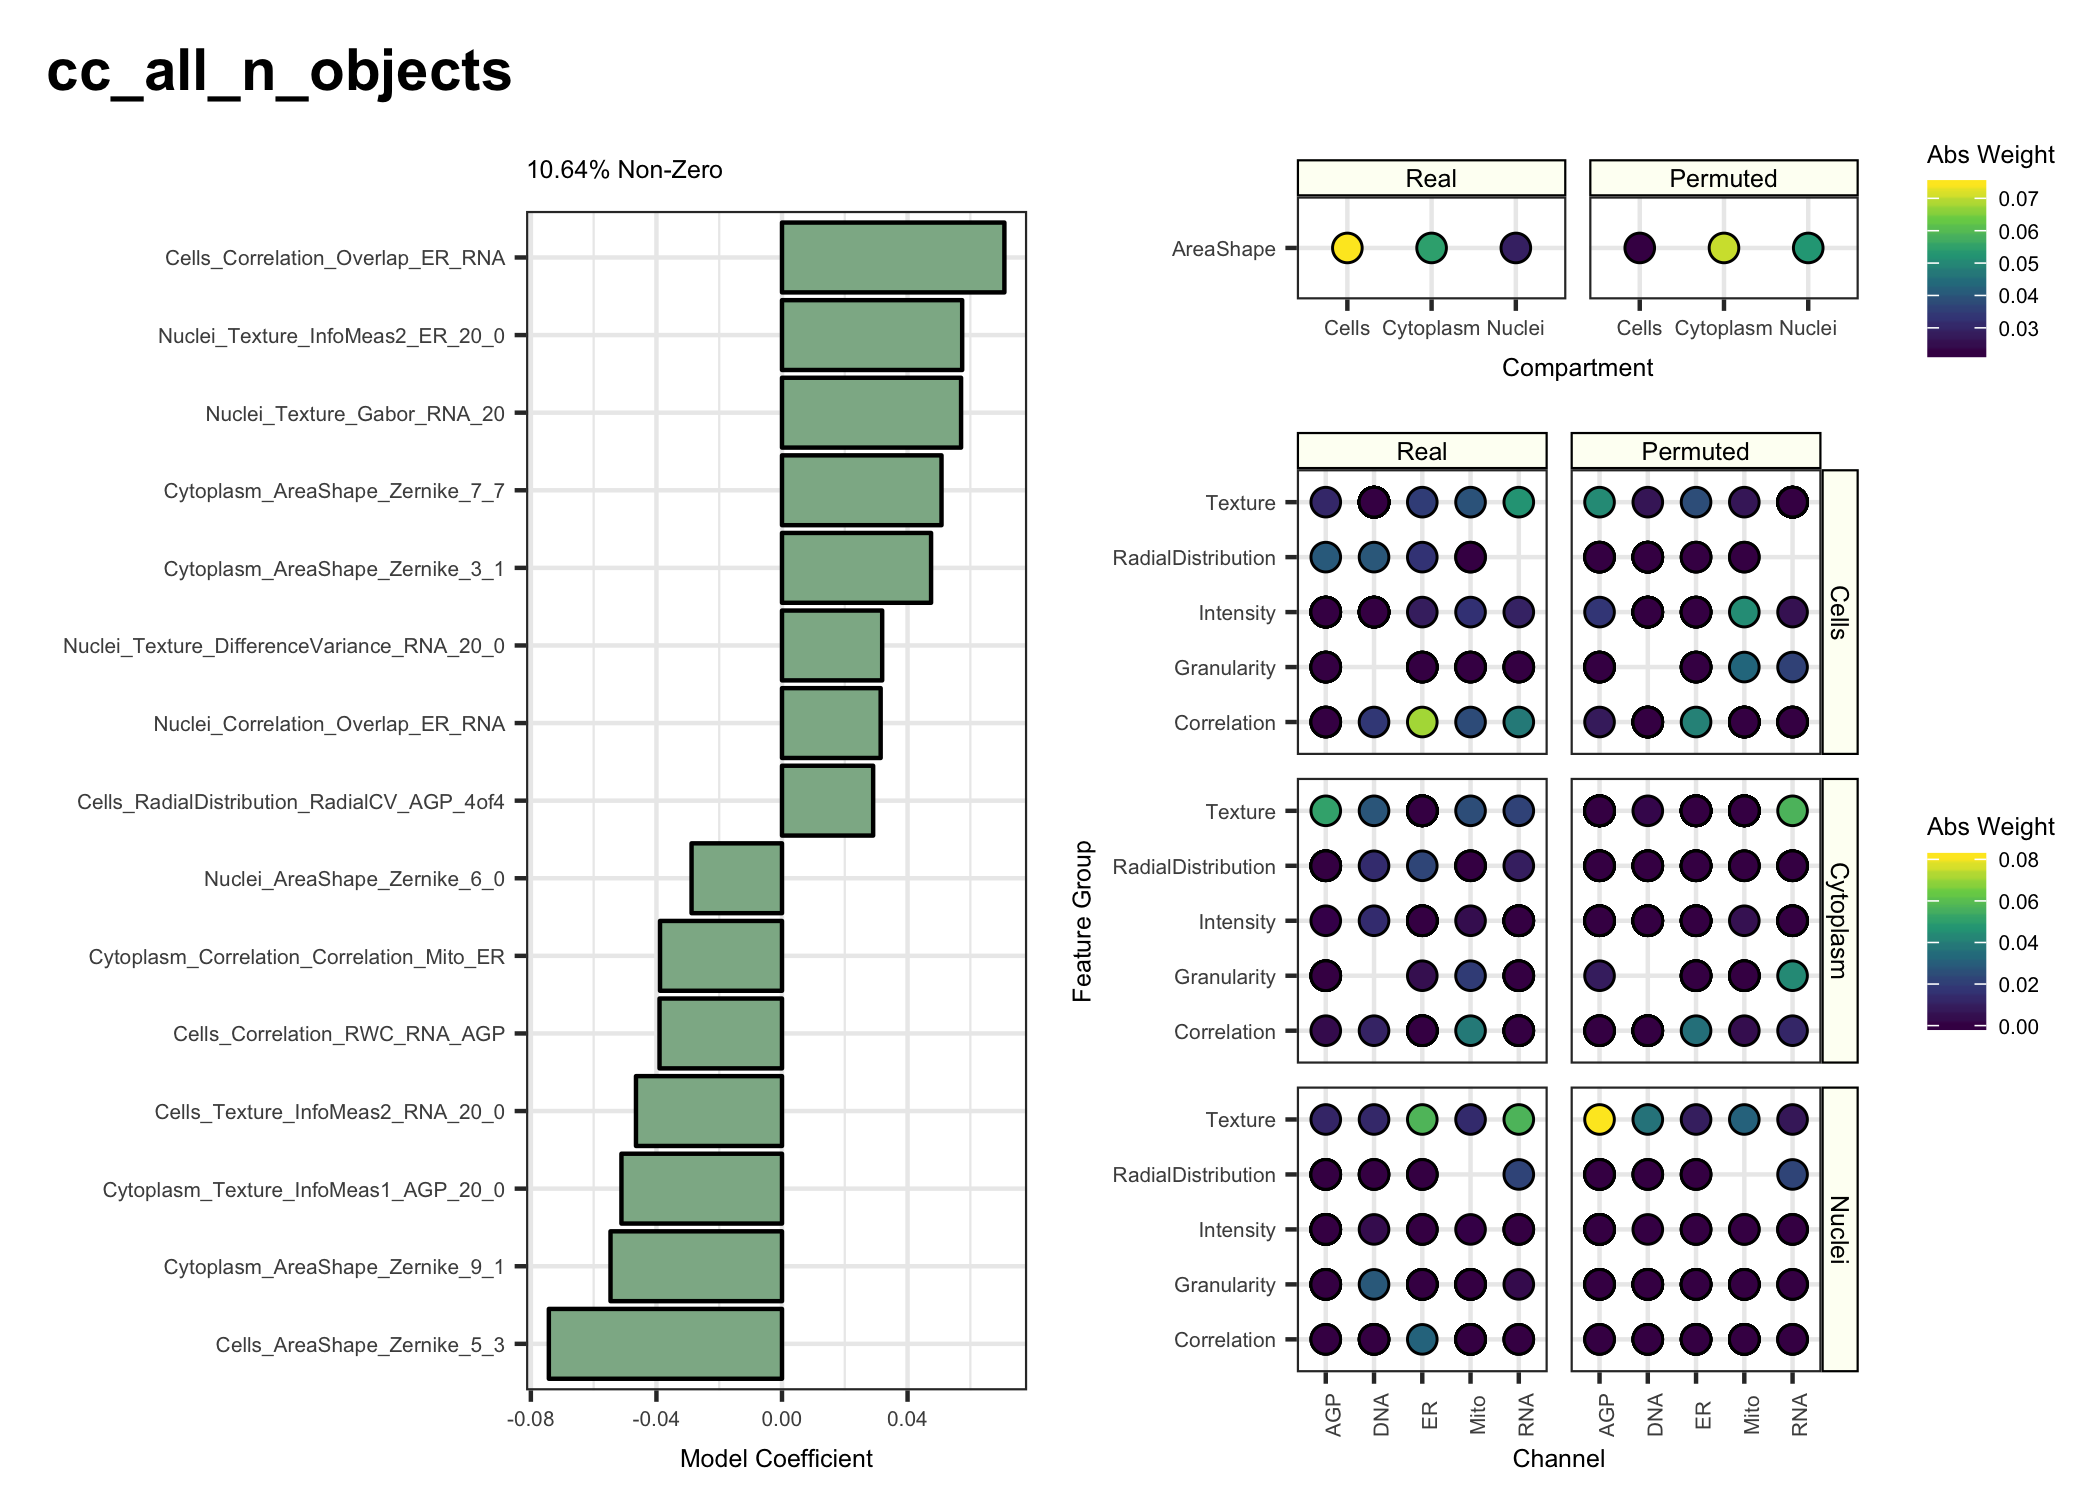 cc_all_n_objects
10.64% Non-Zero
Cells_Correlation_Overlap_ER_RNA
Nuclei_Texture_InfoMeas2_ER_20_0
Nuclei_Texture_Gabor_RNA_20
Cytoplasm_AreaShape_Zernike_7_7
Cytoplasm_AreaShape_Zernike_3_1
Nuclei_Texture_DifferenceVariance_RNA_20_0
Nuclei_Correlation_Overlap_ER_RNA
Cells_RadialDistribution_RadialCV_AGP_4of4
Nuclei_AreaShape_Zernike_6_0
Cytoplasm_Correlation_Correlation_Mito_ER
Cells_Correlation_RWC_RNA_AGP
Cells_Texture_InfoMeas2_RNA_20_0
Cytoplasm_Texture_InfoMeas1_AGP_20_0
Cytoplasm_AreaShape_Zernike_9_1
Cells_AreaShape_Zernike_5_3
-0.08 -0.04 0.00 0.04
Model Coefficient
Real Permuted
AreaShape
Cells Cytoplasm Nuclei Cells Cytoplasm Nuclei
Compartment
Abs Weight
0.07
0.06
0.05
0.04
0.03
Real Permuted
Feature Group
Texture
RadialDistribution
Intensity
Granularity
Correlation
Cells
Texture
RadialDistribution
Intensity
Granularity
Correlation
Cytoplasm
Texture
RadialDistribution
Intensity
Granularity
Correlation
Nuclei
AGP DNA ER Mito RNA AGP DNA ER Mito RNA
Channel
Abs Weight
0.08
0.06
0.04
0.02
0.00